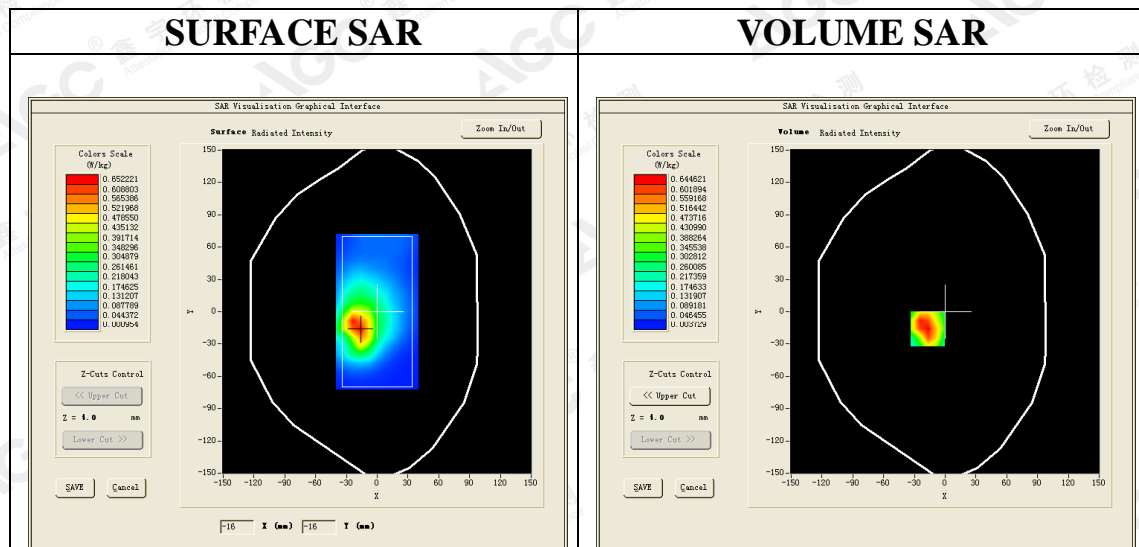 SURFACE SAR
VOLUME SAR
SAR Visualisation Graphical Interface
Surface Radiated Intensity
Zoom In/Out
Colors Scale
(W/kg)
0.652221
0.608803
0.565386
0.521968
0.478550
0.435132
0.391714
0.348296
0.304879
0.261461
0.218043
0.174625
0.131207
0.087789
0.044372
0.000954
Z-Cuts Control
<< Upper Cut
Z = 4.0 mm
Lower Cut >>
SAVE
Cancel
150
120
90
60
30
0
-30
-60
-90
-120
-150
Y
-150 -120 -90 -60 -30 0 30 60 90 120 150
X
-16 X (mm) -16 Y (mm)
SAR Visualisation Graphical Interface
Volume Radiated Intensity
Zoom In/Out
Colors Scale
(W/kg)
0.644621
0.601894
0.559168
0.516442
0.473716
0.430990
0.388264
0.345538
0.302812
0.260085
0.217359
0.174633
0.131907
0.089181
0.046455
0.003729
Z-Cuts Control
<< Upper Cut
Z = 4.0 mm
Lower Cut >>
SAVE
Cancel
150
120
90
60
30
0
-30
-60
-90
-120
-150
Y
-150 -120 -90 -60 -30 0 30 60 90 120 150
X